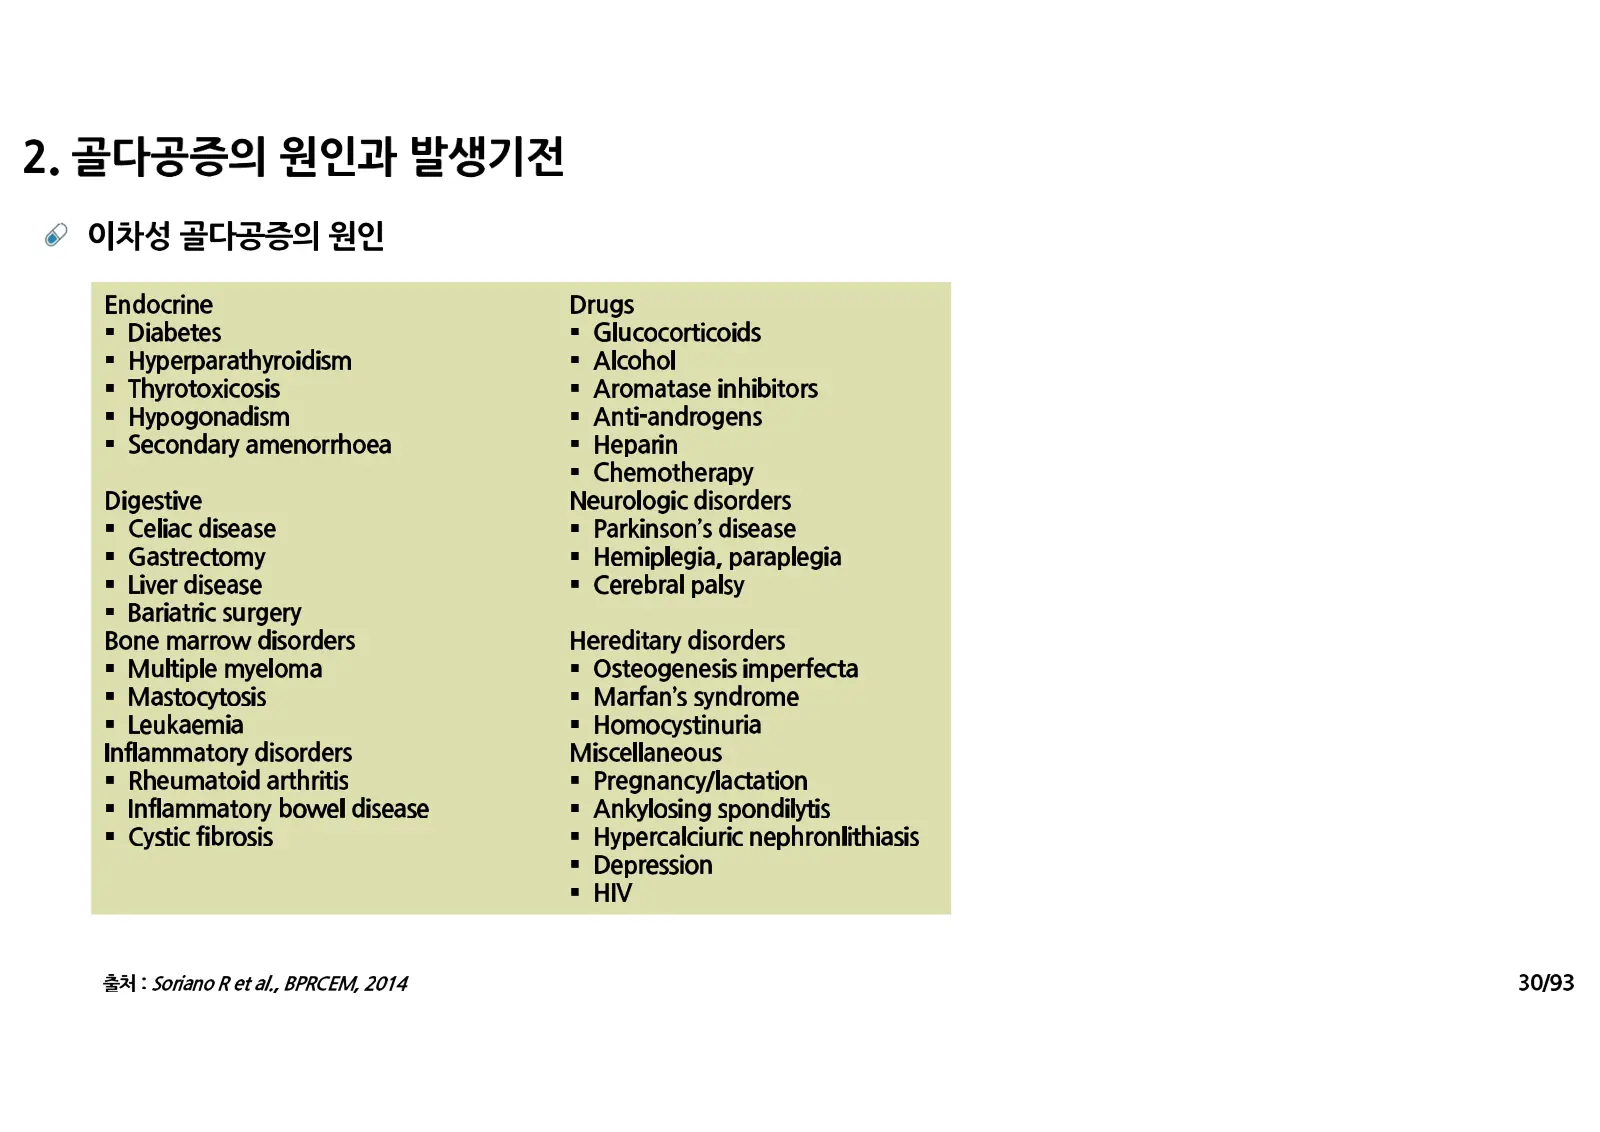 2. 골다공증의 원인과 발생기전
이차성 골다공증의 원인
Endocrine
▪ Diabetes
▪ Hyperparathyroidism
▪ Thyrotoxicosis
▪ Hypogonadism
▪ Secondary amenorrhoea
Digestive
▪ Celiac disease
▪ Gastrectomy
▪ Liver disease
▪ Bariatric surgery
Bone marrow disorders
▪ Multiple myeloma
▪ Mastocytosis
▪ Leukaemia
Inflammatory disorders
▪ Rheumatoid arthritis
▪ Inflammatory bowel disease
▪ Cystic fibrosis
Drugs
▪ Glucocorticoids
▪ Alcohol
▪ Aromatase inhibitors
▪ Anti-androgens
▪ Heparin
▪ Chemotherapy
Neurologic disorders
▪ Parkinson's disease
▪ Hemiplegia, paraplegia
▪ Cerebral palsy
Hereditary disorders
▪ Osteogenesis imperfecta
▪ Marfan's syndrome
▪ Homocystinuria
Miscellaneous
▪ Pregnancy/lactation
▪ Ankylosing spondilytis
▪ Hypercalciuric nephronlithiasis
▪ Depression
▪ HIV
출처 : Soriano R et al., BPRCEM, 2014
30/93